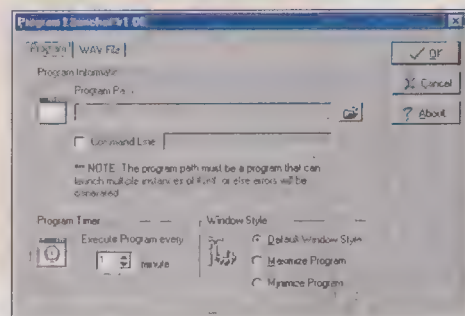 Program Launcher v1.00
Program
WAV File
OK
Cancel
About
Program Information
Program Path
Command Line
*** NOTE: The program path must be a program that can
launch multiple instances of itself, or else errors will be
generated
Program Timer
Execute Program every
1
minute
Window Style
Default Window Style
Maximize Program
Minimize Program